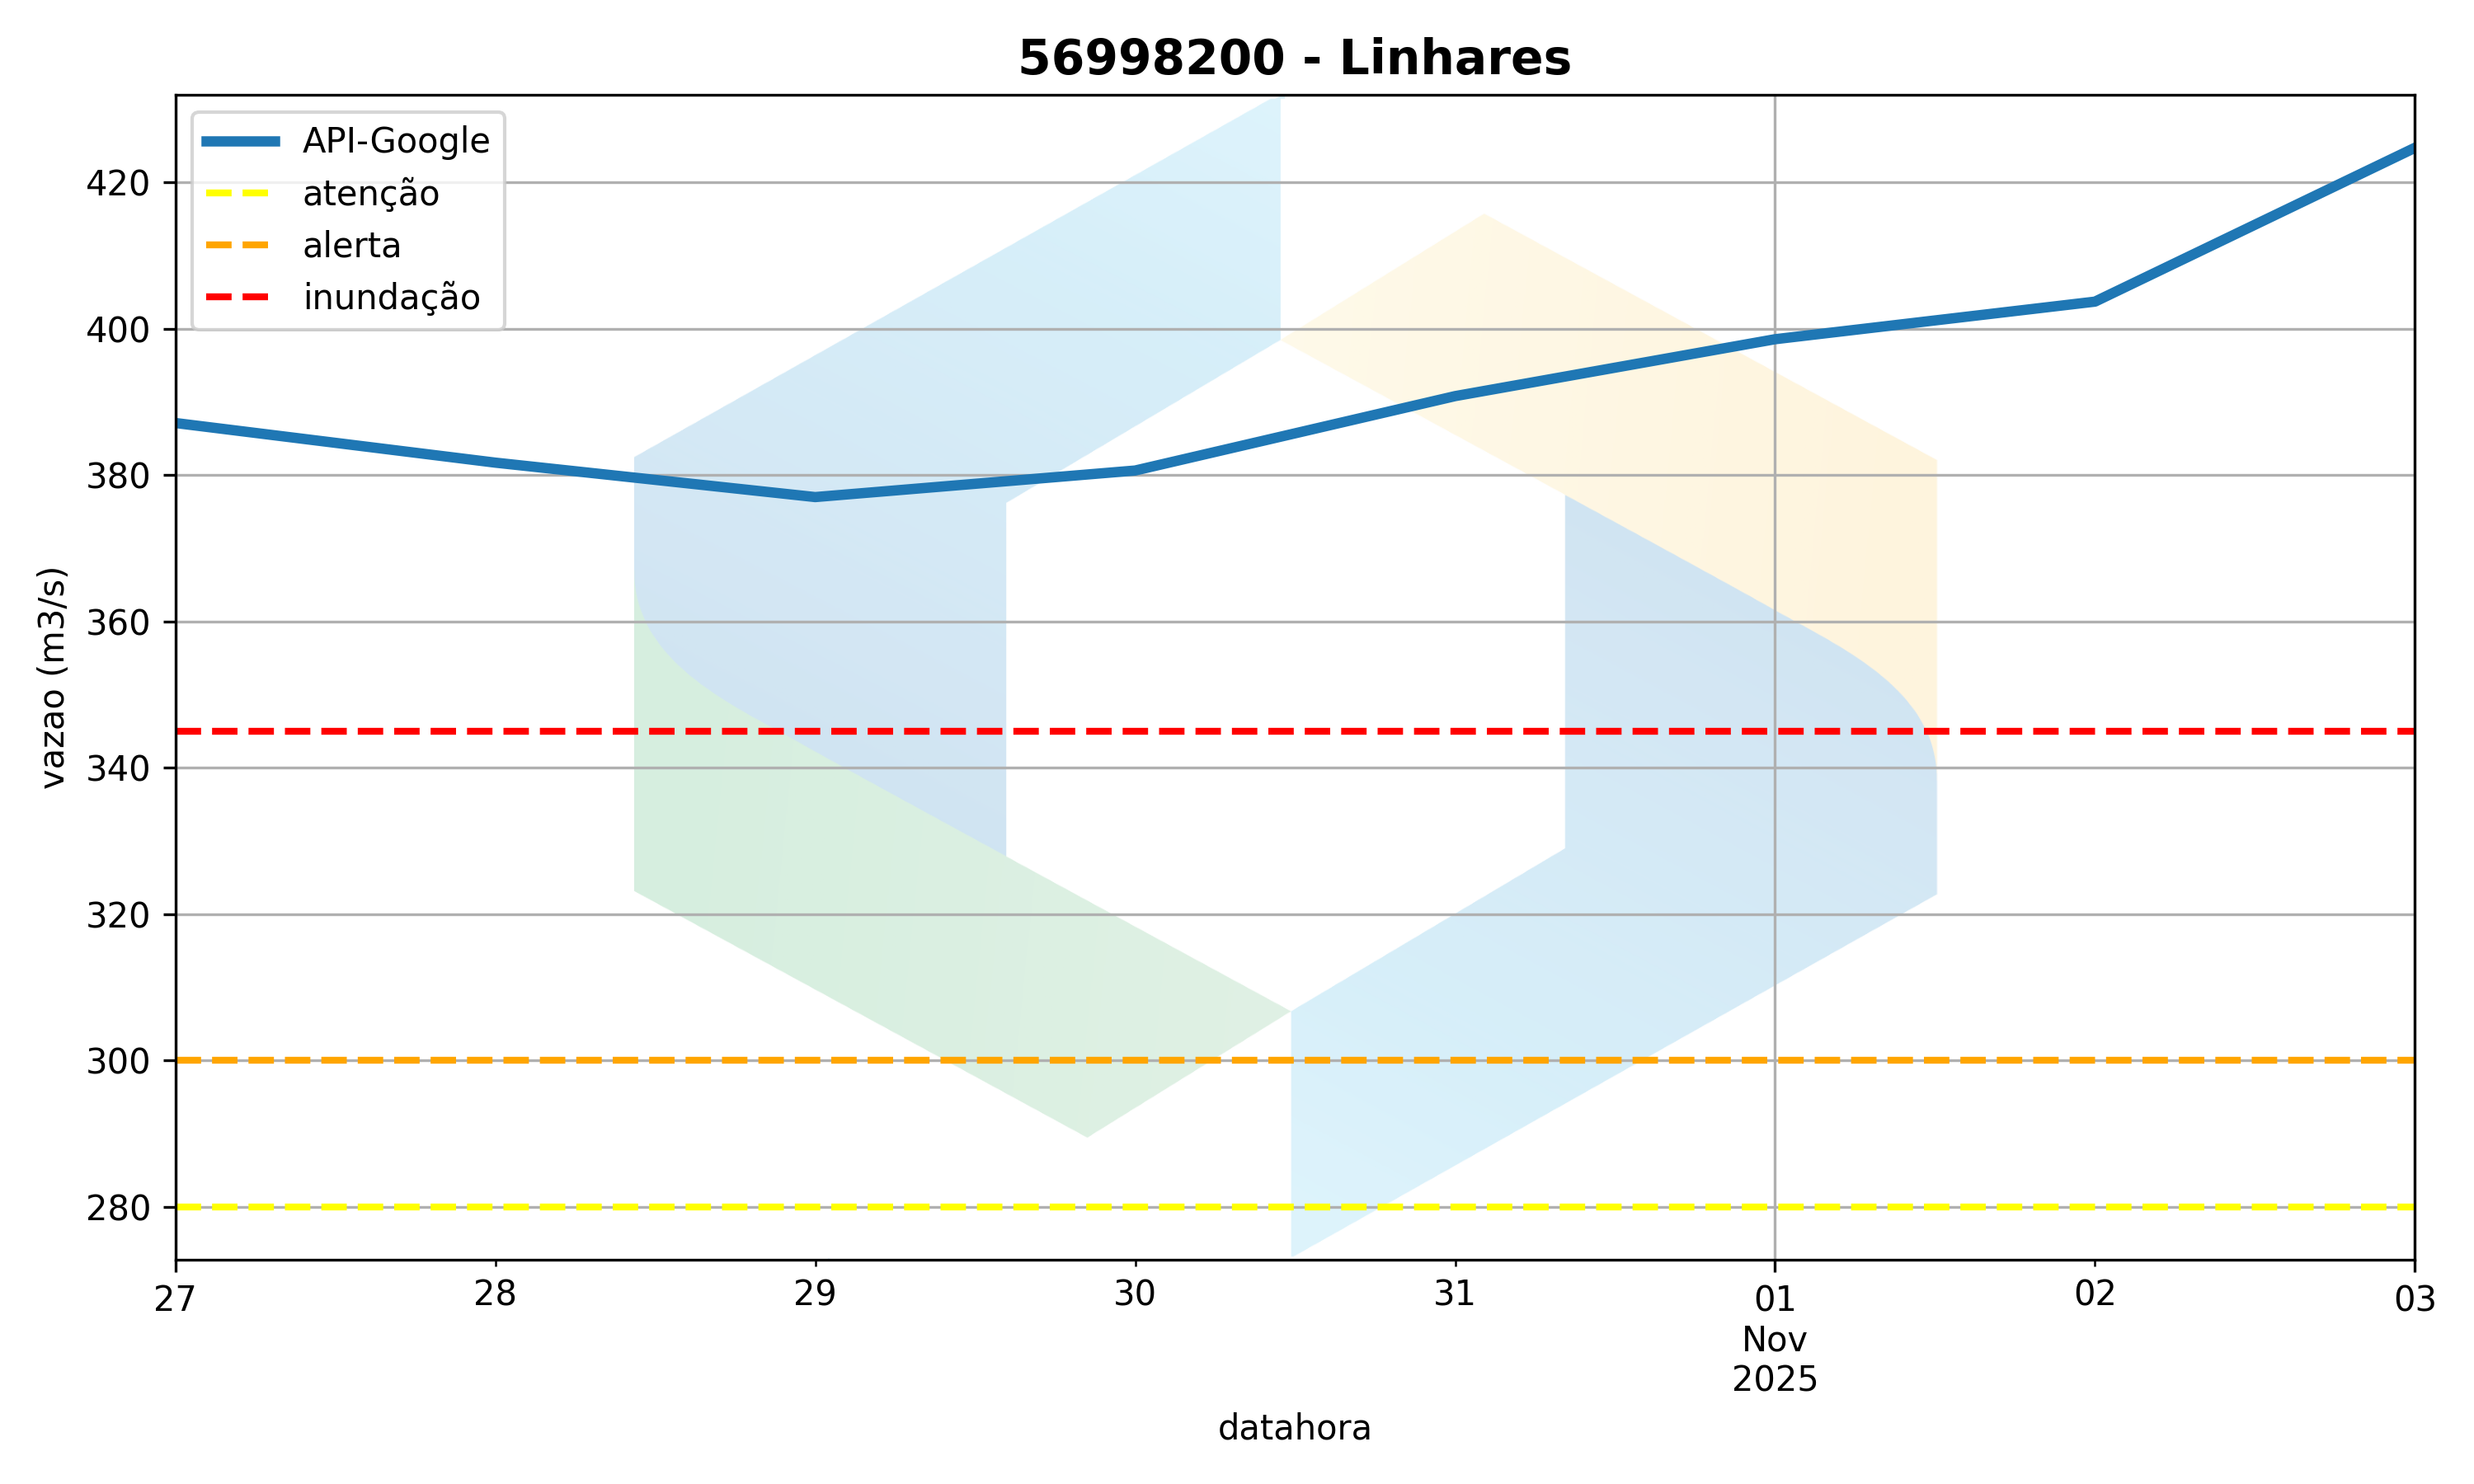 56998200 - Linhares
API-Google
atenção
alerta
inundação
420
400
380
360
340
320
300
280
vazao (m3/s)
27 28 29 30 31 01 02 03
Nov
2025
datahora